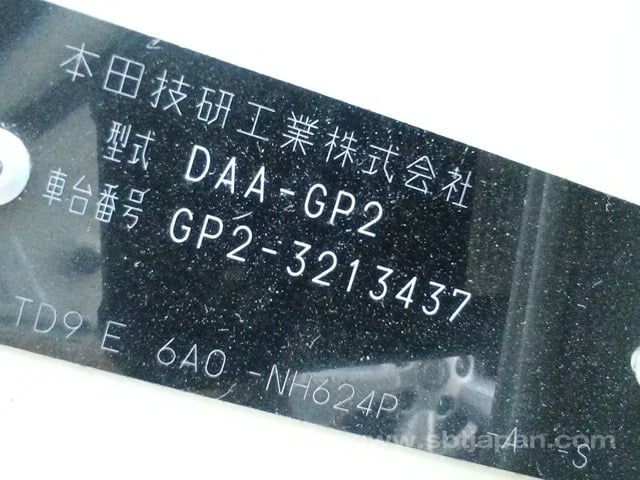 本田技研工業株式会社
型式 DAA-GP2
車台番号 GP2-3213437
TD9 E 6A0 -NH624P -A -S
www.sbtjapan.com